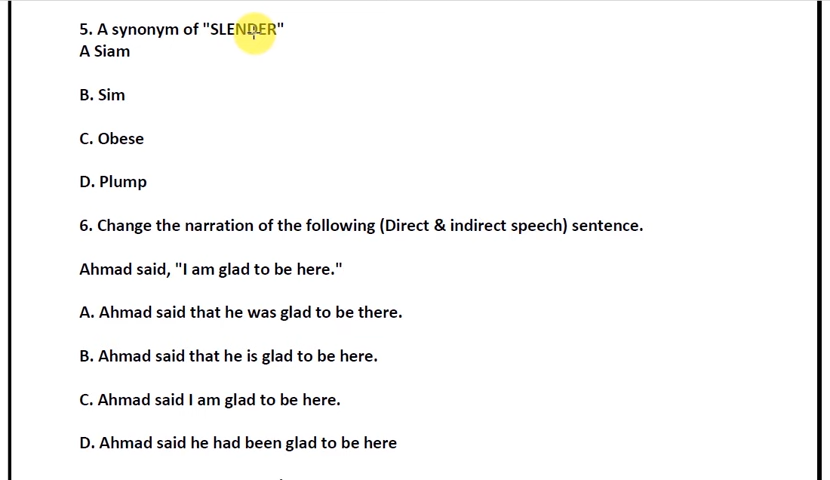 5. A synonym of "SLENDER"
A Siam
B. Sim
C. Obese
D. Plump
6. Change the narration of the following (Direct & indirect speech) sentence.
Ahmad said, "I am glad to be here."
A. Ahmad said that he was glad to be there.
B. Ahmad said that he is glad to be here.
C. Ahmad said I am glad to be here.
D. Ahmad said he had been glad to be here